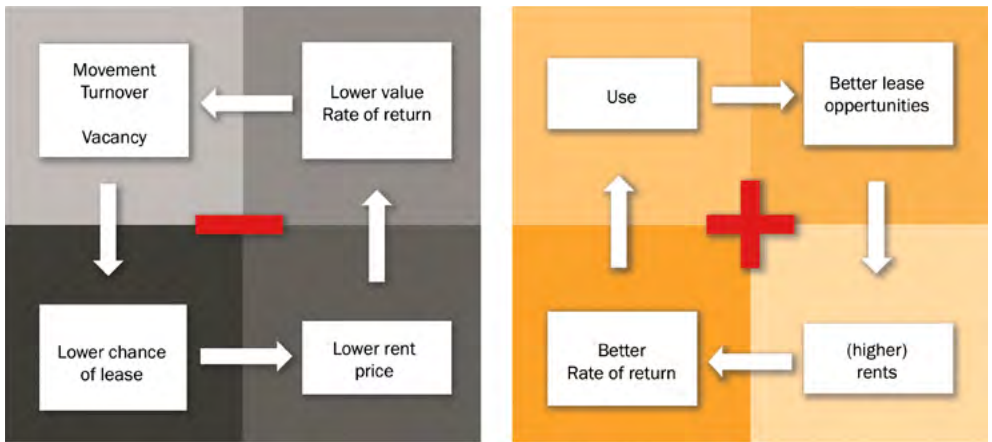 Movement
Turnover
Vacancy
Lower value
Rate of return
Lower chance
of lease
Lower rent
price
Use
Better lease
oppertunities
Better
Rate of return
(higher)
rents